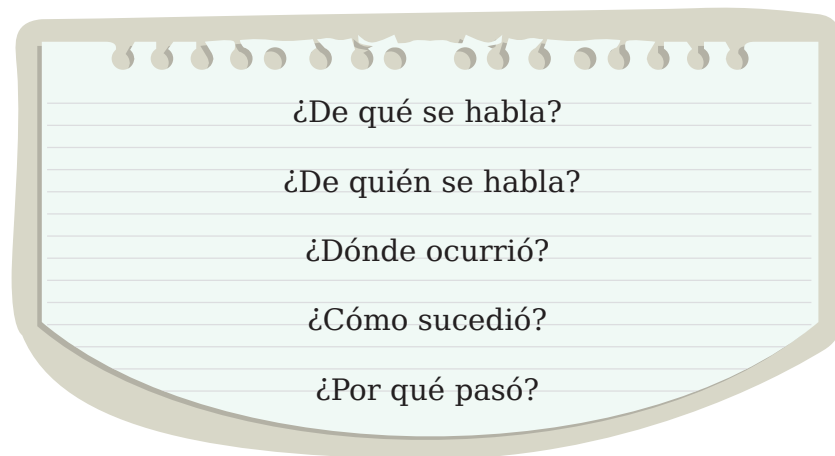 ¿De qué se habla?
¿De quién se habla?
¿Dónde ocurrió?
¿Cómo sucedió?
¿Por qué pasó?